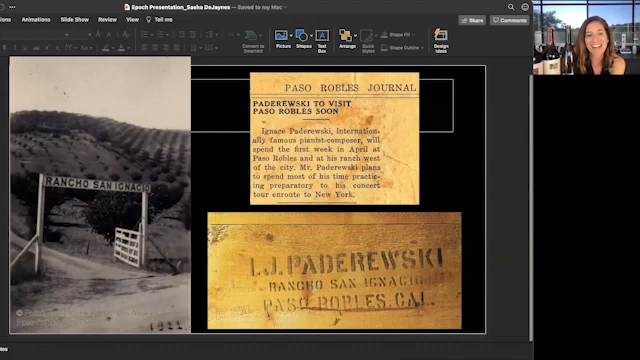 Epoch Presentation_Sasha DeJaynes — Saved to my Mac
Animations Slide Show Review View Tell me
Share Comments
Convert to SmartArt
Picture Shapes Text Box Arrange Quick Styles Shape Fill Shape Outline Design Ideas
RANCHO SAN IGNACIO
PASO ROBLES JOURNAL
PADEREWSKI TO VISIT
PASO ROBLES SOON
Ignace Paderewski, internation-
ally famous pianist-composer, will
spend the first week in April at
Paso Robles and at his ranch west
of the city. Mr. Paderewski plans
to spend most of his time practic-
ing preparatory to his concert
tour enroute to New York.
I.J. PADEREWSKI
RANCHO SAN IGNACIO
PASO ROBLES, CAL.